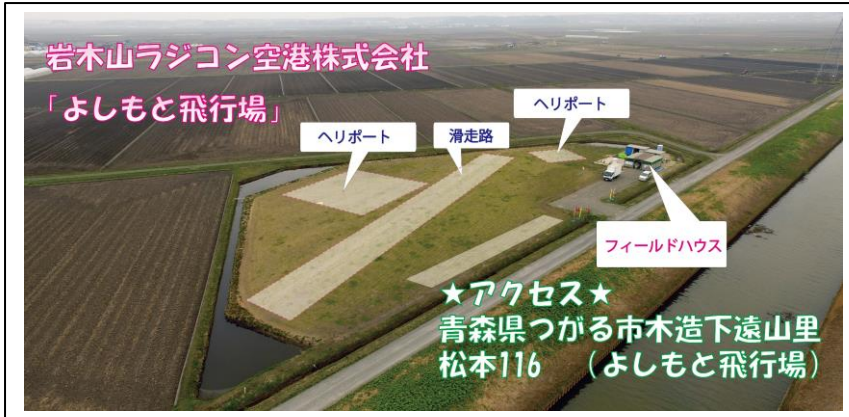 岩木山ラジコン空港株式会社
「よしもと飛行場」
ヘリポート
滑走路
ヘリポート
フィールドハウス
★アクセス★
青森県つがる市木造下遠山里
松本116　（よしもと飛行場）